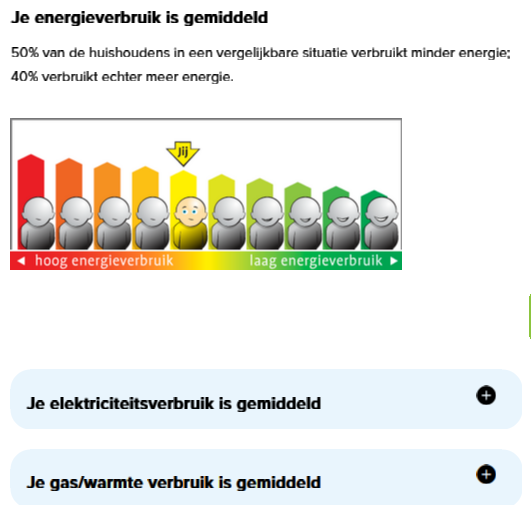 Je energieverbruik is gemiddeld
50% van de huishoudens in een vergelijkbare situatie verbruikt minder energie;
40% verbruikt echter meer energie.
jij
hoog energieverbruik
laag energieverbruik
Je elektriciteitsverbruik is gemiddeld
Je gas/warmte verbruik is gemiddeld